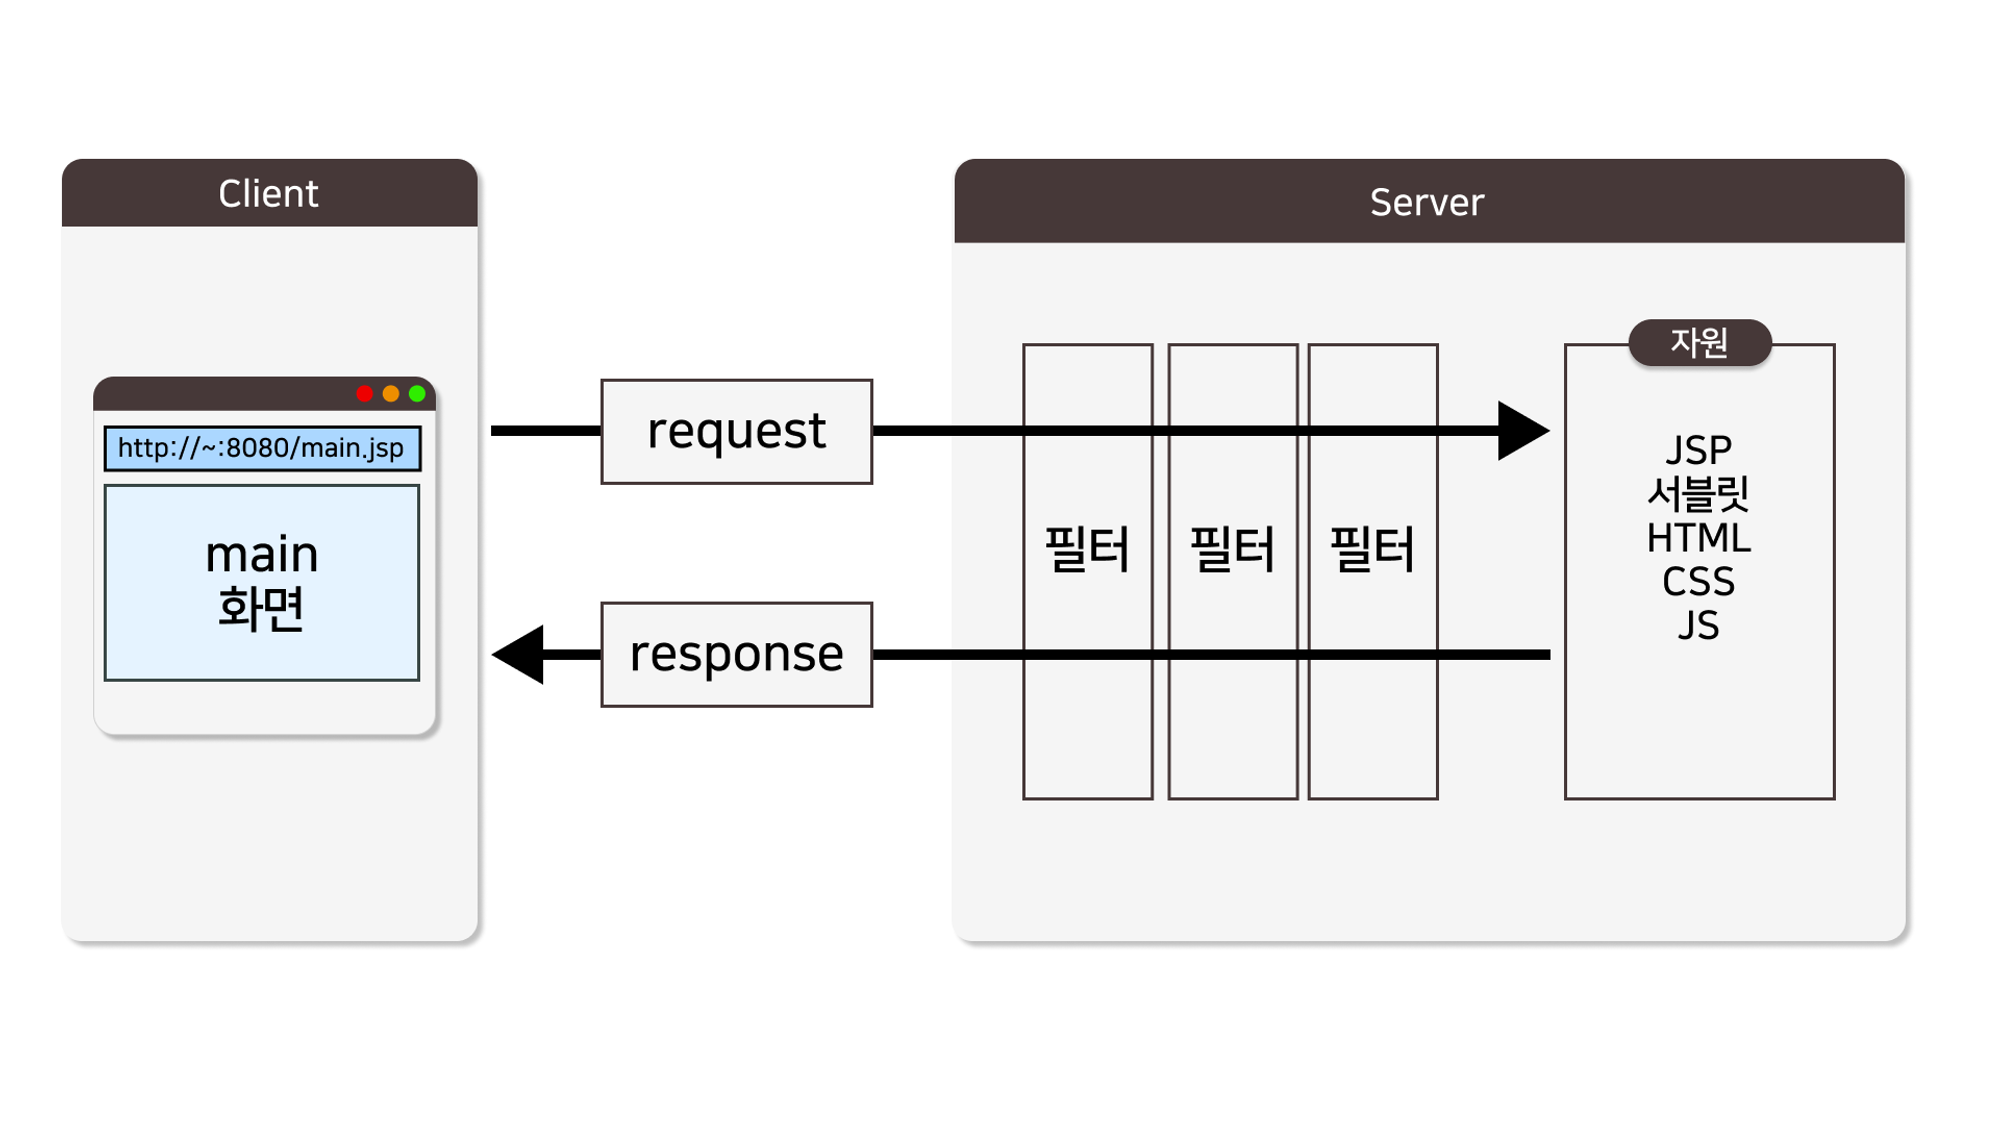 Client
http://~:8080/main.jsp
main
화면
request
response
Server
필터
필터
필터
자원
JSP
서블릿
HTML
CSS
JS